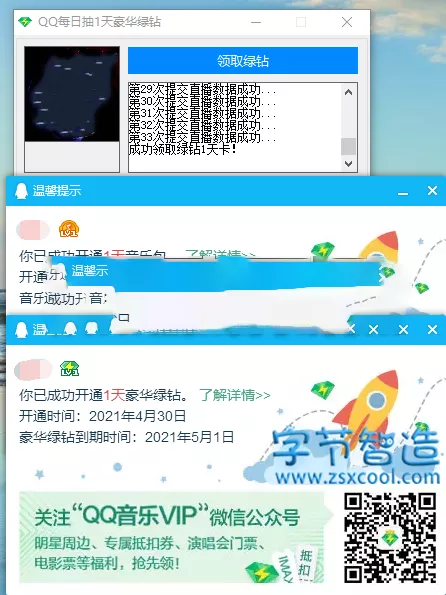 QQ每日抽1天豪华绿钻
领取绿钻
第29次提交直播数据成功...
第30次提交直播数据成功...
第31次提交直播数据成功...
第32次提交直播数据成功...
第33次提交直播数据成功...
成功领取绿钻1天卡!
温馨提示
LV1
你已成功开通1天音乐包。 了解详情>>
开通
温馨示
音乐
温
LV1
你已成功开通1天豪华绿钻。 了解详情>>
开通时间：2021年4月30日
豪华绿钻到期时间：2021年5月1日
字节智造
www.zsxcool.com
关注“QQ音乐VIP”微信公众号
明星周边、专属抵扣券、演唱会门票、
电影票等福利，抢先领！
抵扣
IMAX